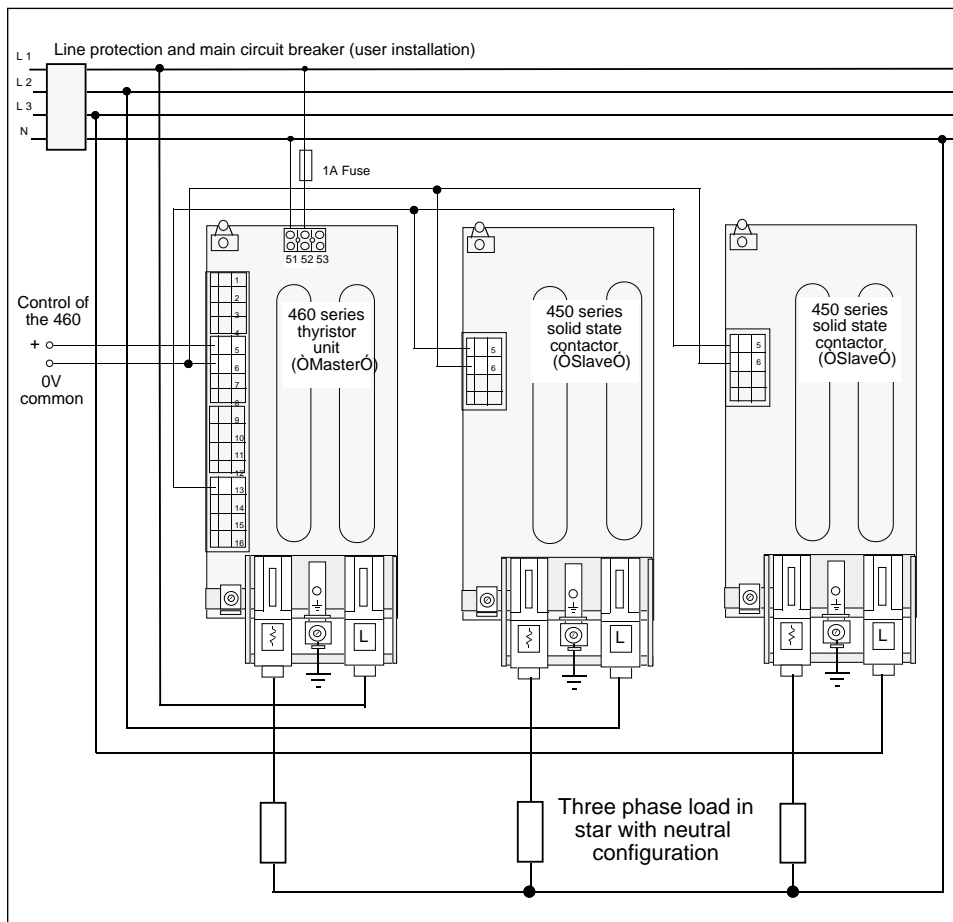 Line protection and main circuit breaker (user installation)
L 1
L 2
L 3
N
1A Fuse
51 52 53
Control of
the 460
+
0V
common
1
2
3
4
5
6
7
8
9
10
11
12
13
14
15
16
460 series
thyristor
unit
(ÒMasterÓ)
5
6
450 series
solid state
contactor
(ÒSlaveÓ)
5
6
450 series
solid state
contactor
(ÒSlaveÓ)
L
L
L
Three phase load in
star with neutral
configuration